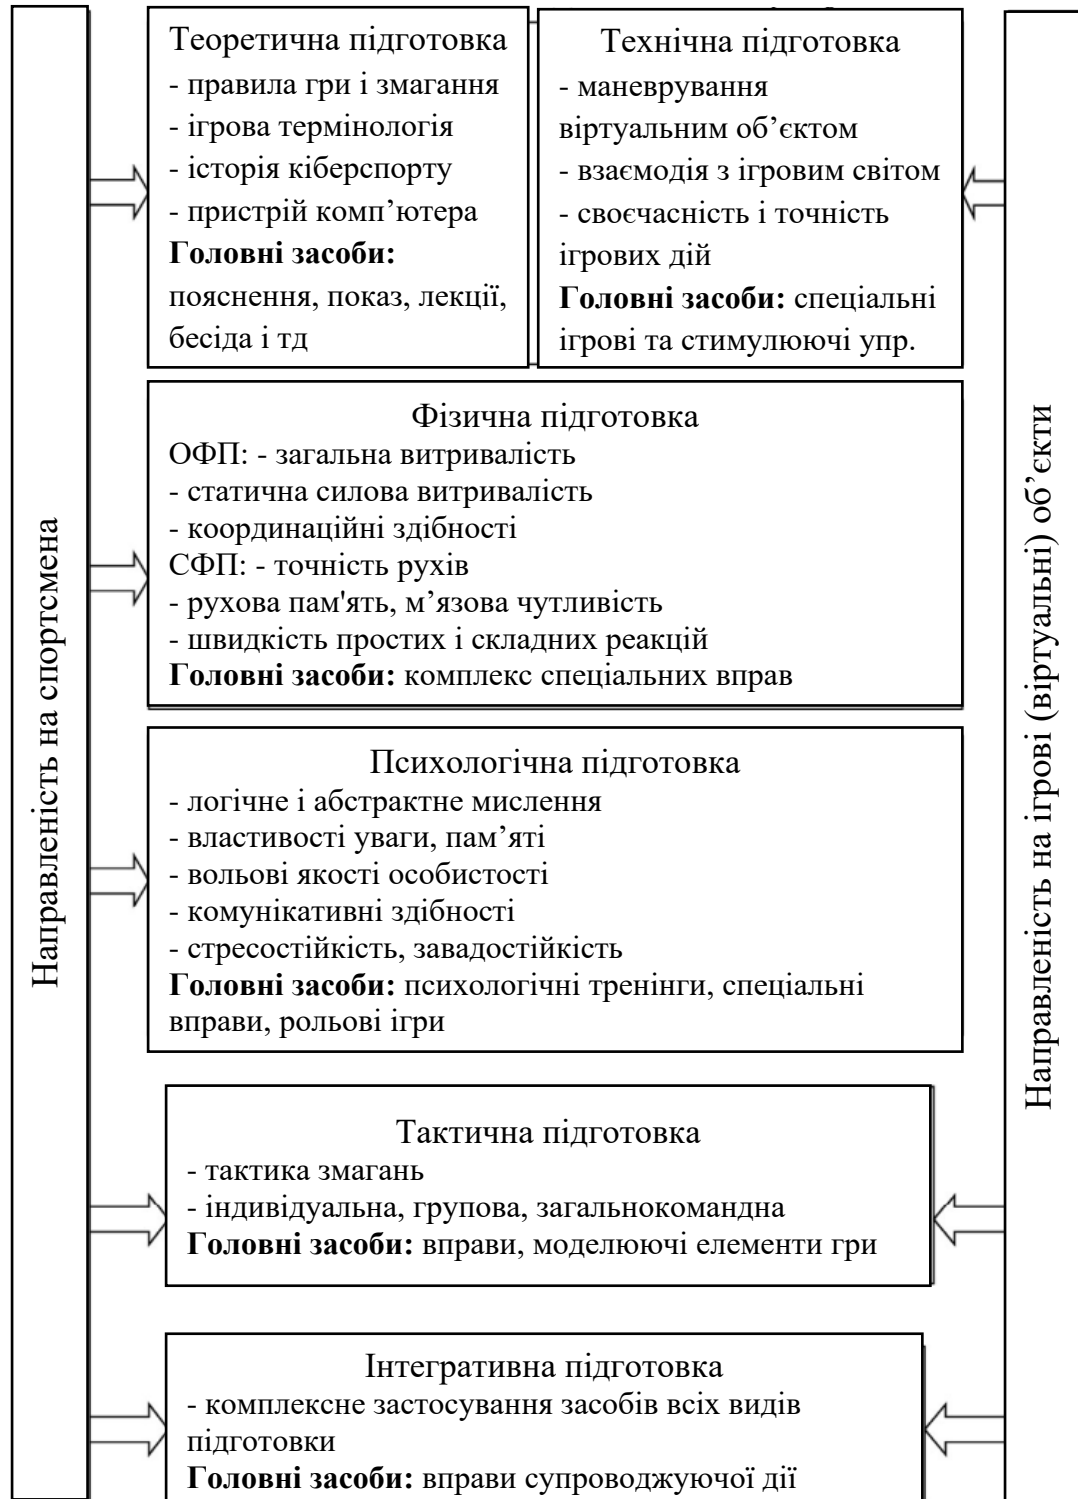 Направленість на спортсмена
Теоретична підготовка
- правила гри і змагання
- ігрова термінологія
- історія кіберспорту
- пристрій комп’ютера
Головні засоби:
пояснення, показ, лекції,
бесіда і тд
Технічна підготовка
- маневрування
віртуальним об’єктом
- взаємодія з ігровим світом
- своєчасність і точність
ігрових дій
Головні засоби: спеціальні
ігрові та стимулюючі упр.
Фізична підготовка
ОФП: - загальна витривалість
- статична силова витривалість
- координаційні здібності
СФП: - точність рухів
- рухова пам'ять, м’язова чутливість
- швидкість простих і складних реакцій
Головні засоби: комплекс спеціальних вправ
Психологічна підготовка
- логічне і абстрактне мислення
- властивості уваги, пам’яті
- вольові якості особистості
- комунікативні здібності
- стресостійкість, завадостійкість
Головні засоби: психологічні тренінги, спеціальні
вправи, рольові ігри
Тактична підготовка
- тактика змагань
- індивідуальна, групова, загальнокомандна
Головні засоби: вправи, моделюючі елементи гри
Інтегративна підготовка
- комплексне застосування засобів всіх видів
підготовки
Головні засоби: вправи супроводжуючої дії
Направленість на ігрові (віртуальні) об’єкти